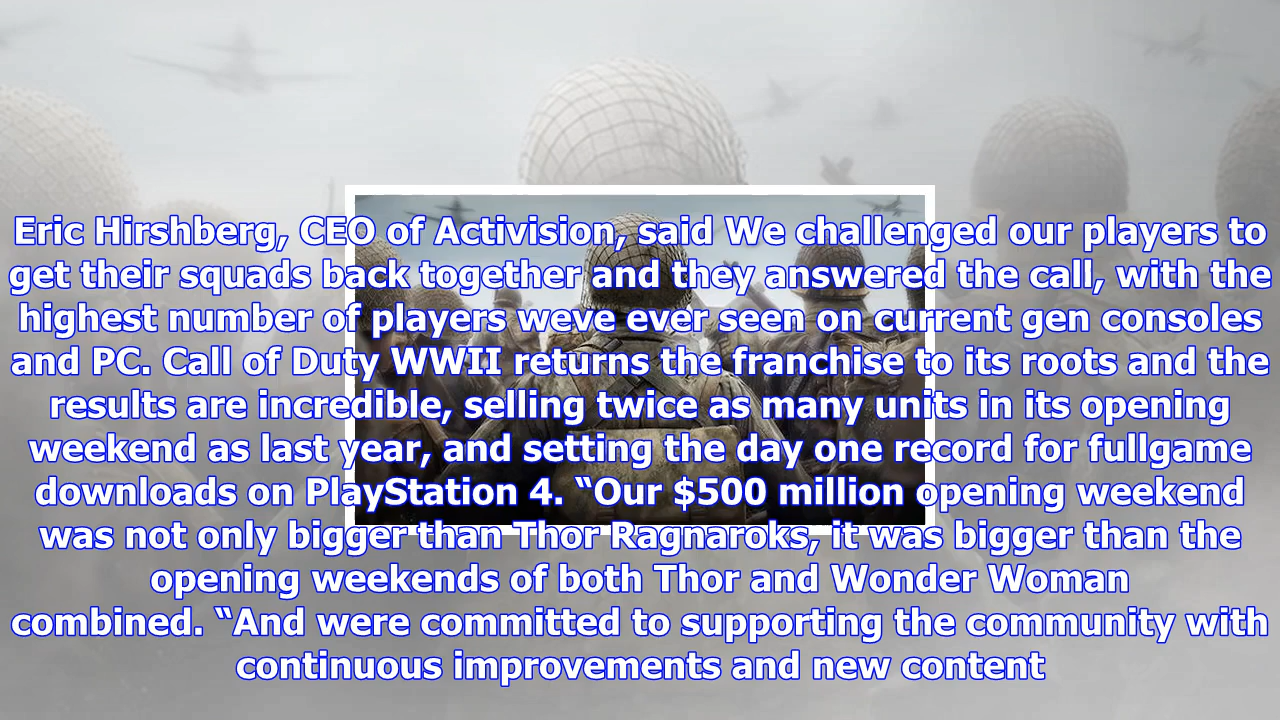 Eric Hirshberg, CEO of Activision, said We challenged our players to
get their squads back together and they answered the call, with the
highest number of players weve ever seen on current gen consoles
and PC. Call of Duty WWII returns the franchise to its roots and the
results are incredible, selling twice as many units in its opening
weekend as last year, and setting the day one record for fullgame
downloads on PlayStation 4. “Our $500 million opening weekend
was not only bigger than Thor Ragnaroks, it was bigger than the
opening weekends of both Thor and Wonder Woman
combined. “And were committed to supporting the community with
continuous improvements and new content